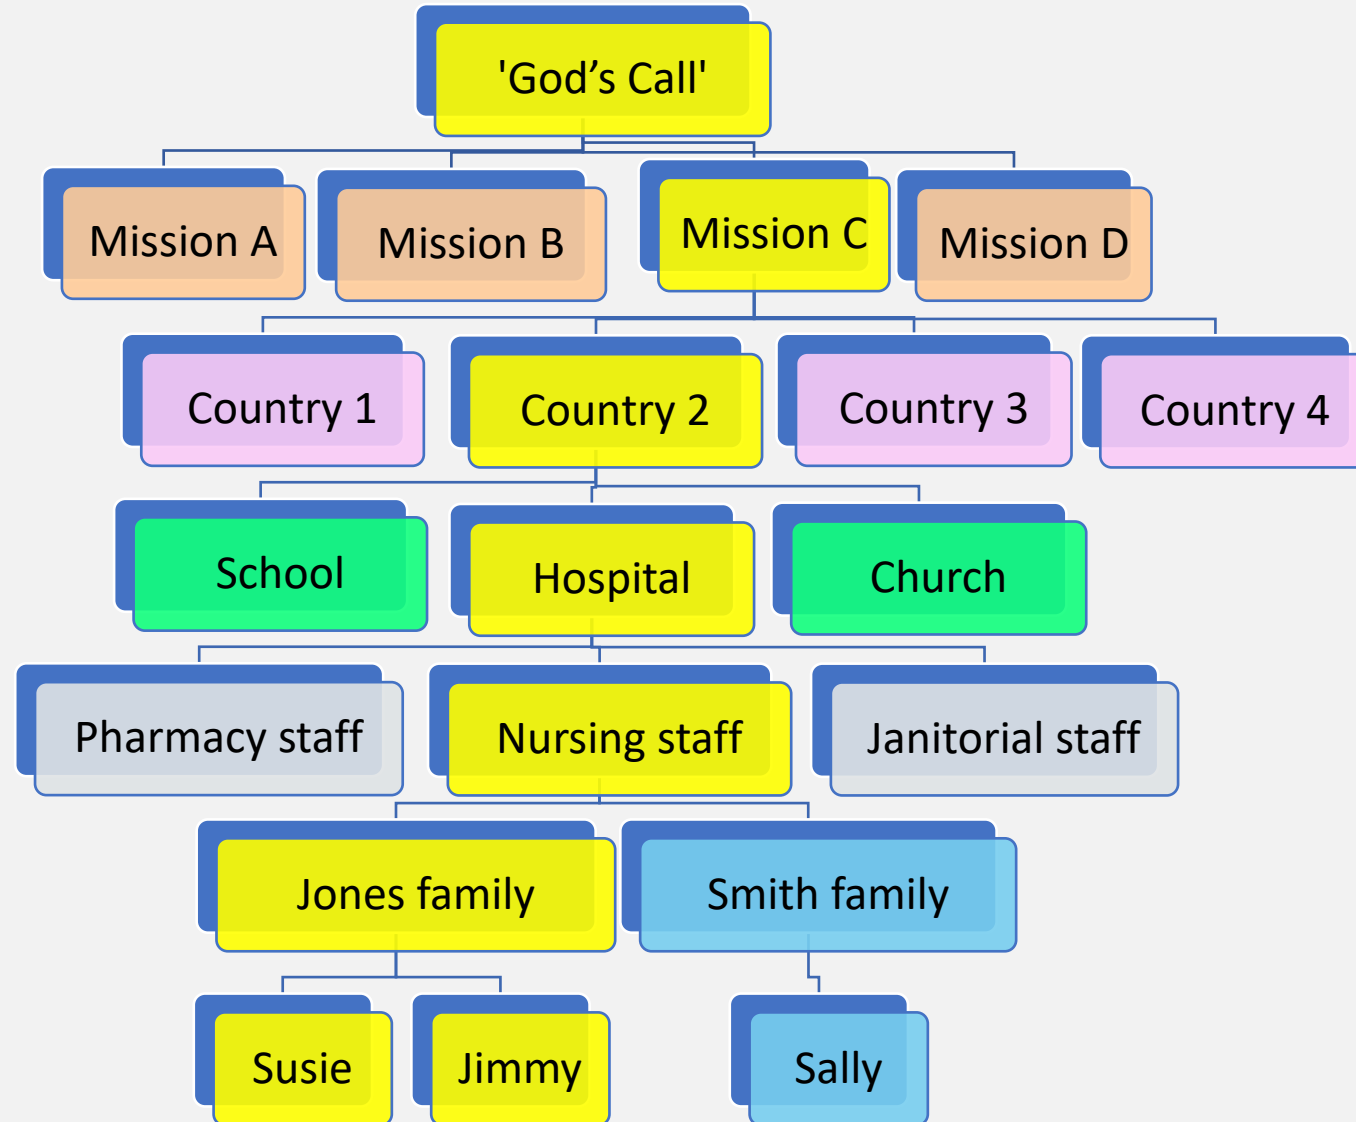 'God’s Call'
Mission A
Mission B
Mission C
Mission D
Country 1
Country 2
Country 3
Country 4
School
Hospital
Church
Pharmacy staff
Nursing staff
Janitorial staff
Jones family
Smith family
Susie
Jimmy
Sally